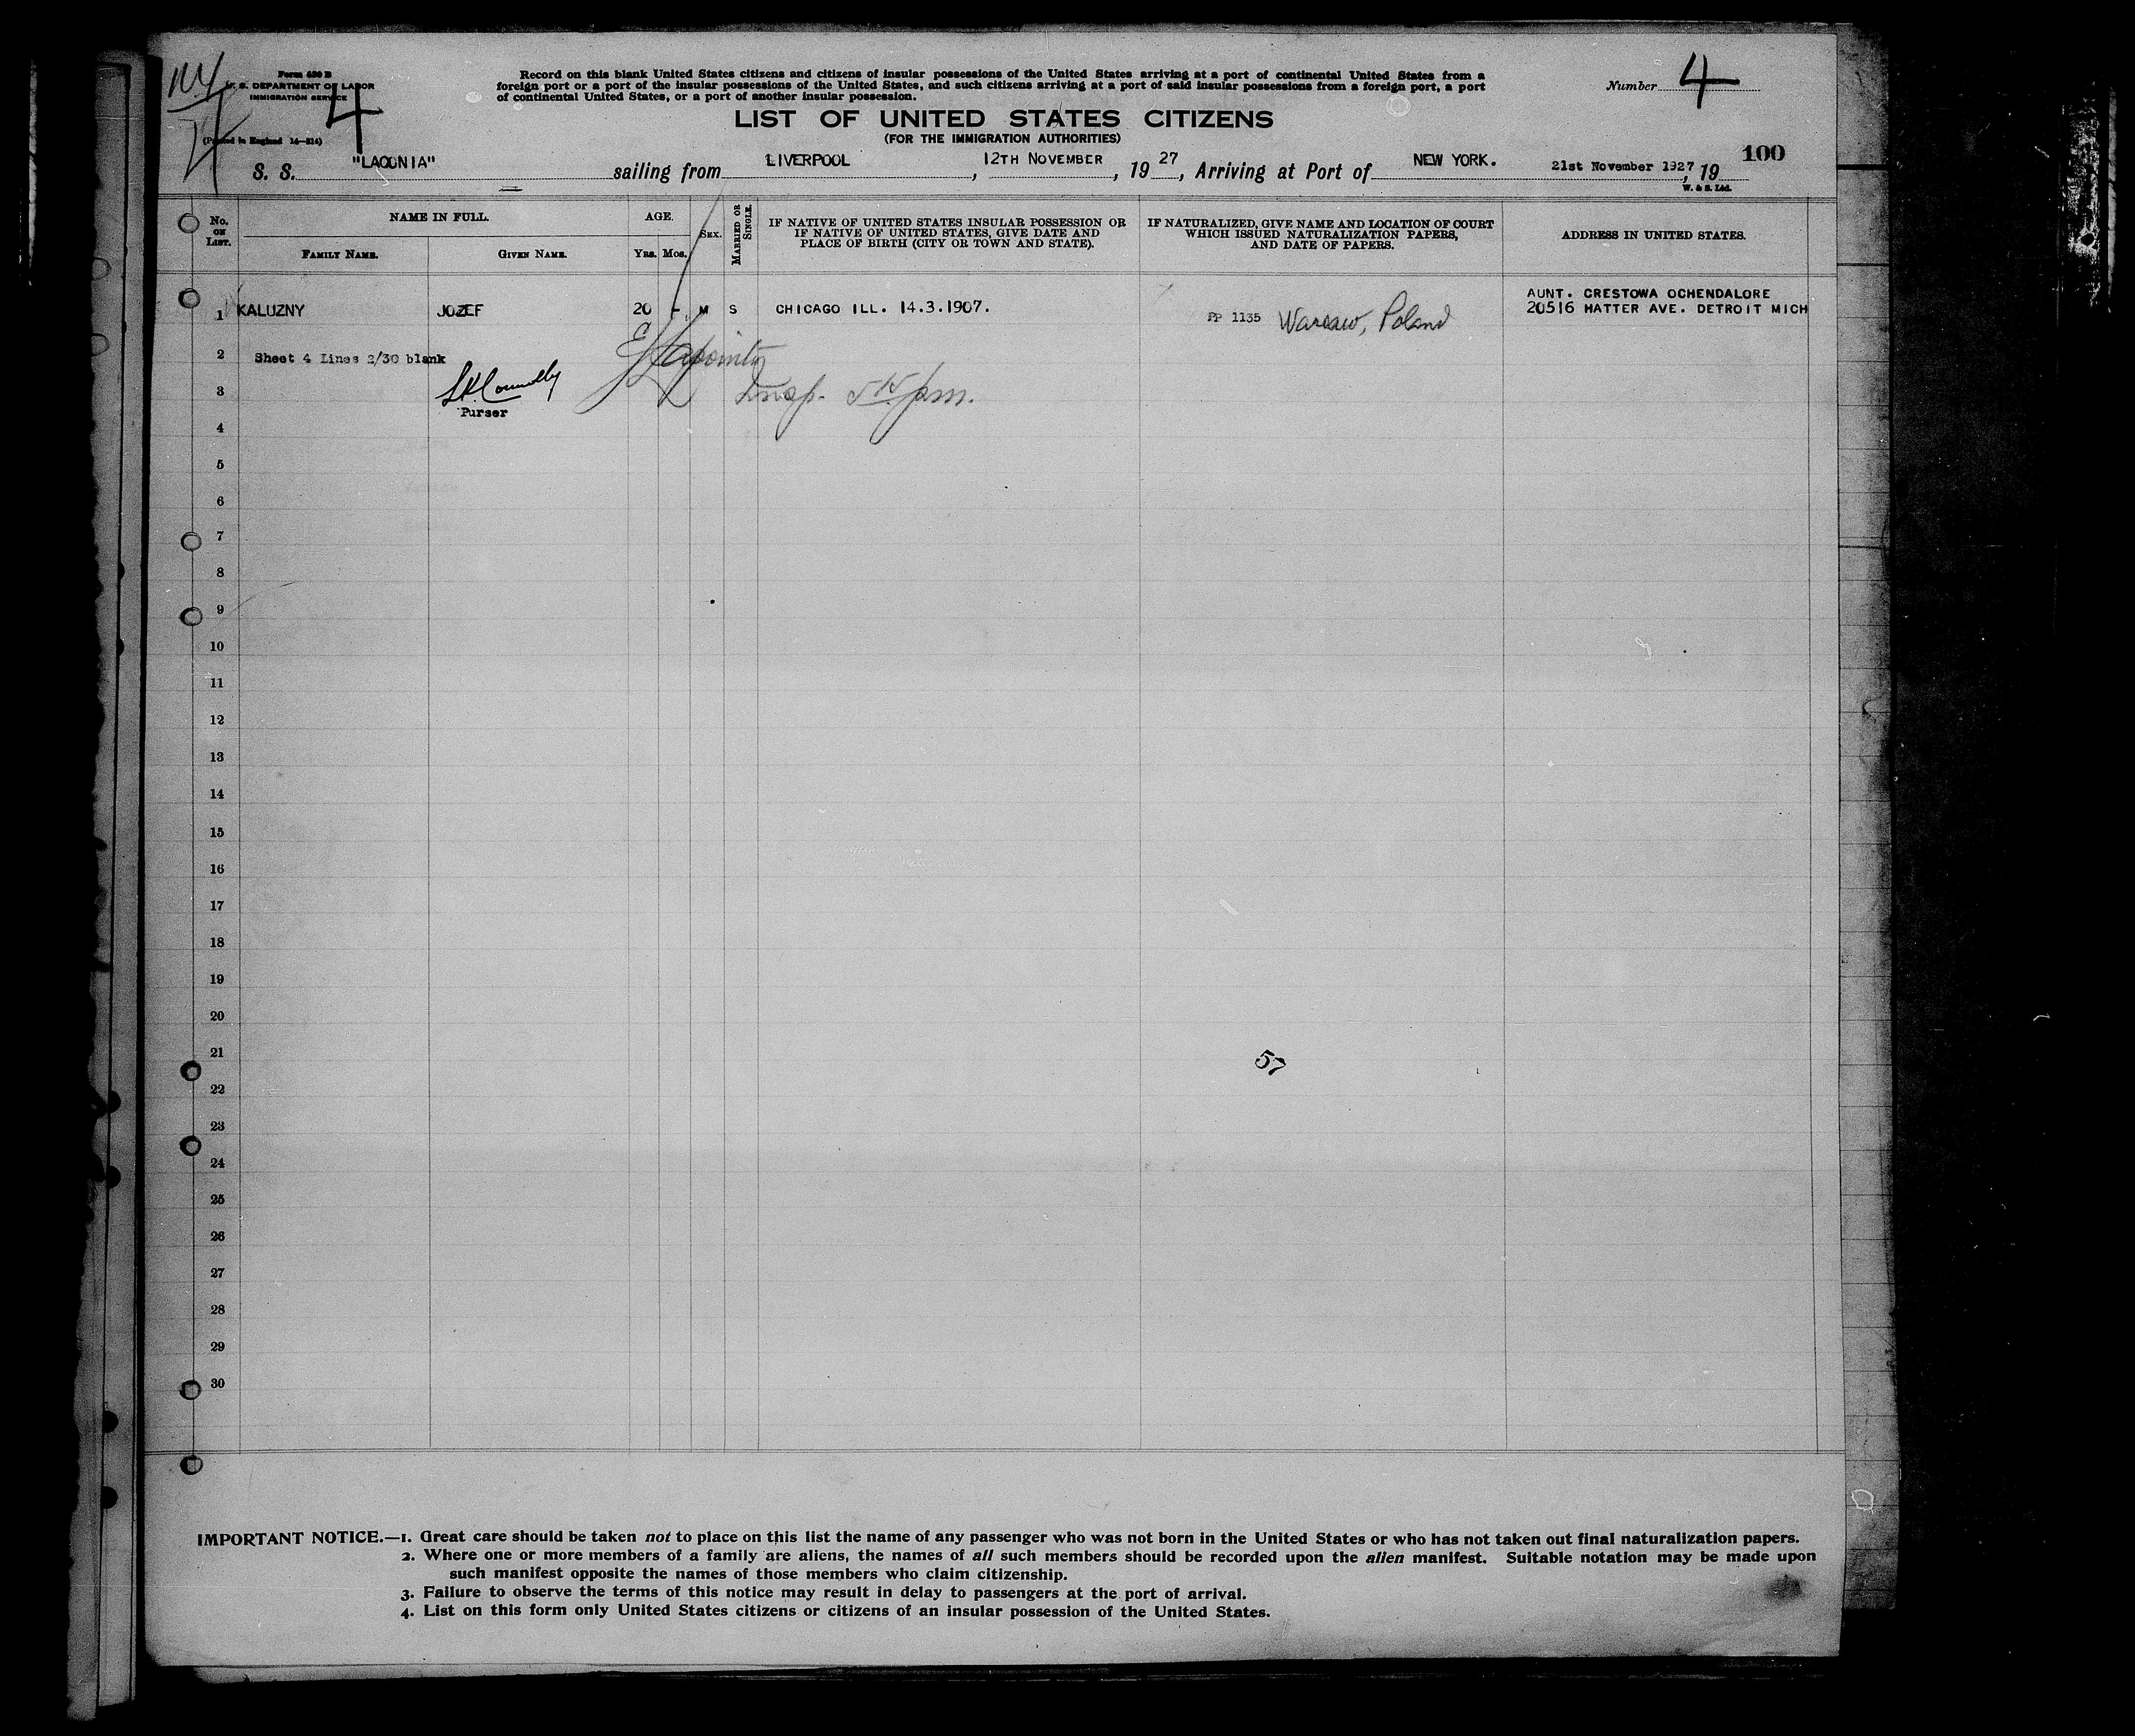 Form 630 B
U. S. DEPARTMENT OF LABOR
IMMIGRATION SERVICE
(Printed in England 14—214)
4
Record on this blank United States citizens and citizens of insular possessions of the United States arriving at a port of continental United States from a
foreign port or a port of the insular possessions of the United States, and such citizens arriving at a port of said insular possessions from a foreign port, a port
of continental United States, or a port of another insular possession.
Number 4
LIST OF UNITED STATES CITIZENS
(FOR THE IMMIGRATION AUTHORITIES)
100
S. S. "LACONIA" sailing from LIVERPOOL, 12TH NOVEMBER, 1927, Arriving at Port of NEW YORK. 21st November 1927, 19
W. & S. Ltd.
No. on List. NAME IN FULL. AGE. Sex. Married or Single. IF NATIVE OF UNITED STATES INSULAR POSSESSION OR IF NATIVE OF UNITED STATES, GIVE DATE AND PLACE OF BIRTH (CITY OR TOWN AND STATE). IF NATURALIZED, GIVE NAME AND LOCATION OF COURT WHICH ISSUED NATURALIZATION PAPERS, AND DATE OF PAPERS. ADDRESS IN UNITED STATES.
Family Name. Given Name. Yrs. Mos.
AUNT. CRESTOWA OCHENDALORE
1 KALUZNY JOZEF 20 - M S CHICAGO ILL. 14.3.1907. PP 1135 Warsaw, Poland 20516 HATTER AVE. DETROIT MICH
2 Sheet 4 Lines 2/30 blank
3 Insp. 5 15 pm.
Purser
4
5
6
7
8
9
10
11
12
13
14
15
16
17
18
19
20
21
57
22
23
24
25
26
27
28
29
30
IMPORTANT NOTICE.—1. Great care should be taken not to place on this list the name of any passenger who was not born in the United States or who has not taken out final naturalization papers.
2. Where one or more members of a family are aliens, the names of all such members should be recorded upon the alien manifest. Suitable notation may be made upon
such manifest opposite the names of those members who claim citizenship.
3. Failure to observe the terms of this notice may result in delay to passengers at the port of arrival.
4. List on this form only United States citizens or citizens of an insular possession of the United States.